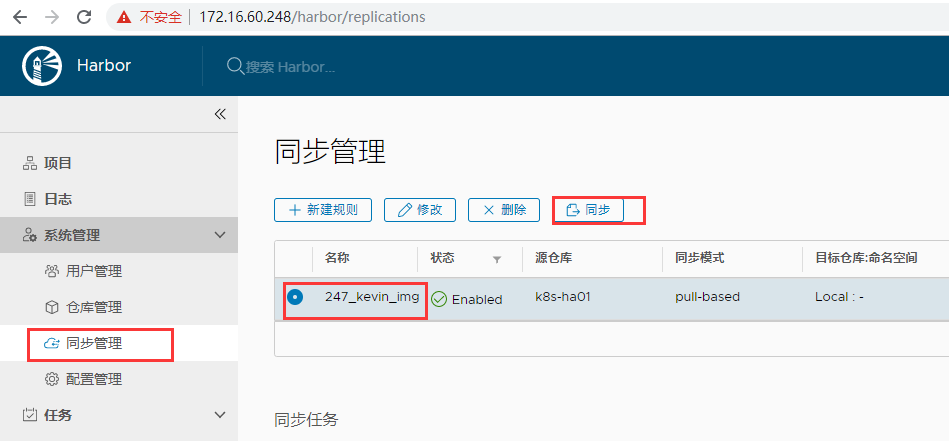 不安全 172.16.60.248/harbor/replications
Harbor
搜索 Harbor...
项目
日志
系统管理
用户管理
仓库管理
同步管理
配置管理
任务
同步管理
新建规则 修改 删除 同步
名称 状态 源仓库 同步模式 目标仓库:命名空间
247_kevin_img Enabled k8s-ha01 pull-based Local : -
同步任务